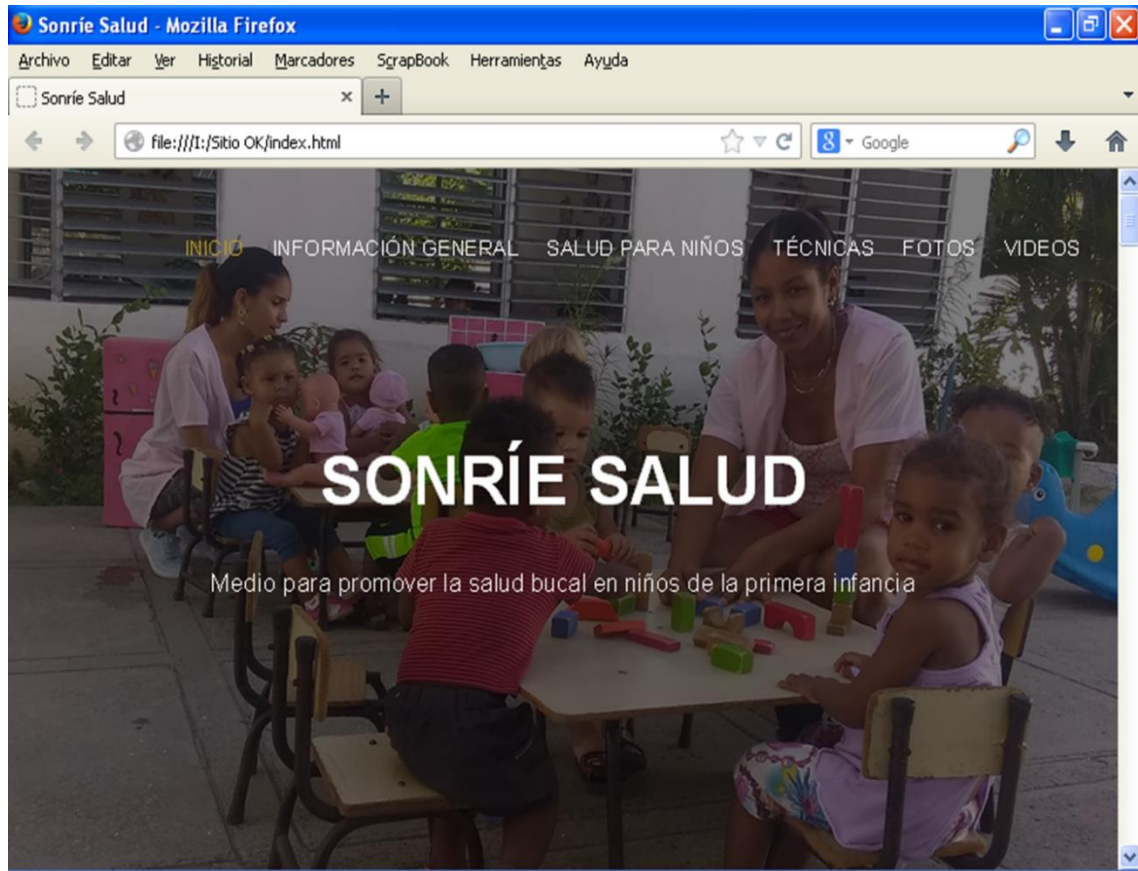 Sonríe Salud - Mozilla Firefox
Archivo Editar Ver Historial Marcadores ScrapBook Herramientas Ayuda
Sonríe Salud
file:///I:/Sitio OK/index.html
Google
INICIO INFORMACIÓN GENERAL SALUD PARA NIÑOS TÉCNICAS FOTOS VIDEOS
SONRÍE SALUD
Medio para promover la salud bucal en niños de la primera infancia